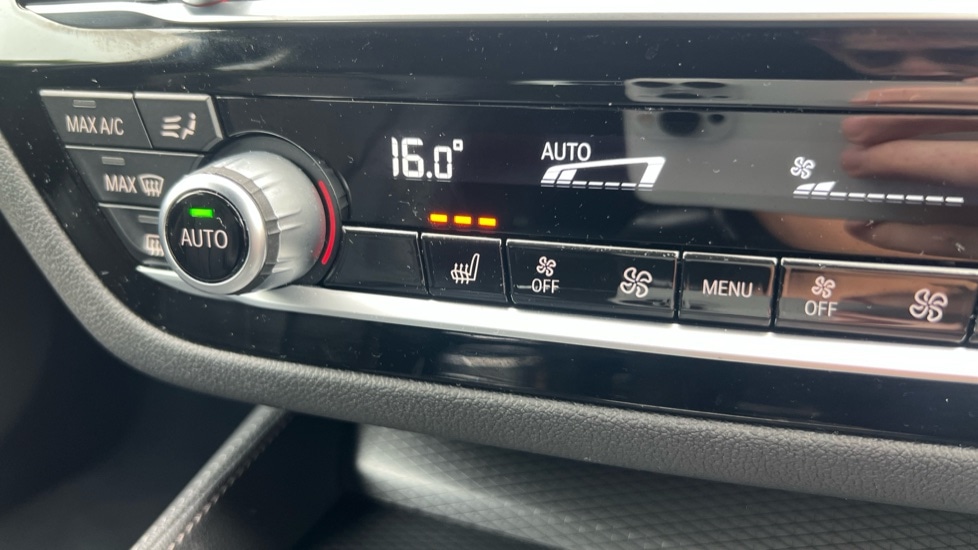 MAX A/C
16.0°
AUTO
MAX
AUTO
OFF
MENU
OFF